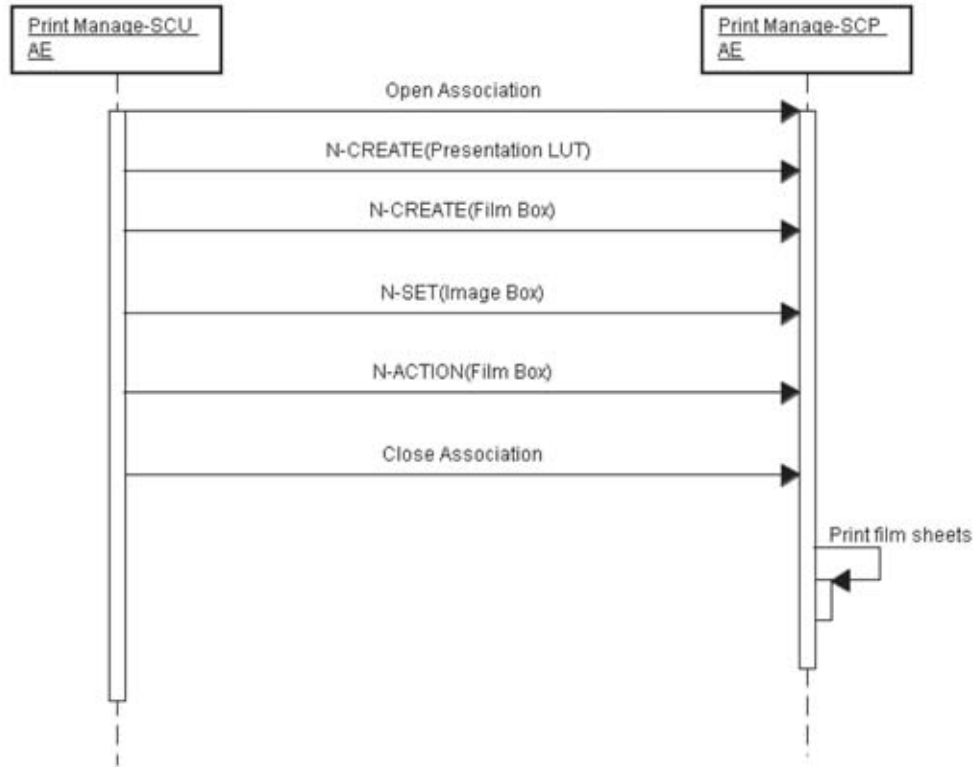 Print Manage-SCU
AE
Print Manage-SCP
AE
Open Association
N-CREATE(Presentation LUT)
N-CREATE(Film Box)
N-SET(Image Box)
N-ACTION(Film Box)
Close Association
Print film sheets